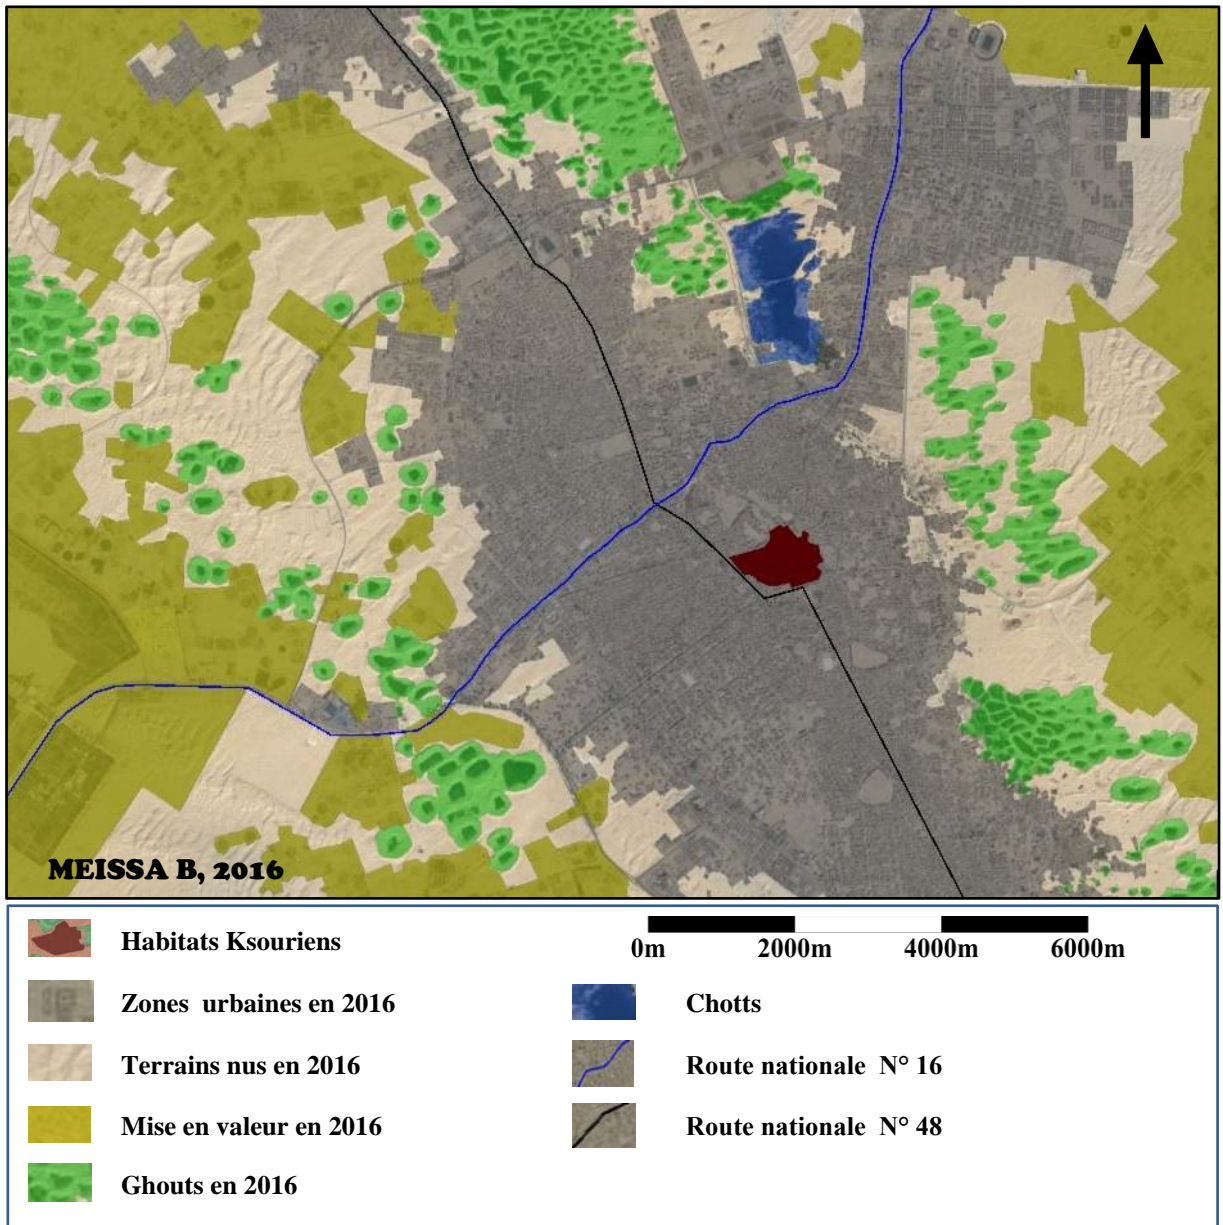 MEISSA B, 2016
Habitats Ksouriens
Zones urbaines en 2016
Terrains nus en 2016
Mise en valeur en 2016
Ghouts en 2016
0m 2000m 4000m 6000m
Chotts
Route nationale N° 16
Route nationale N° 48